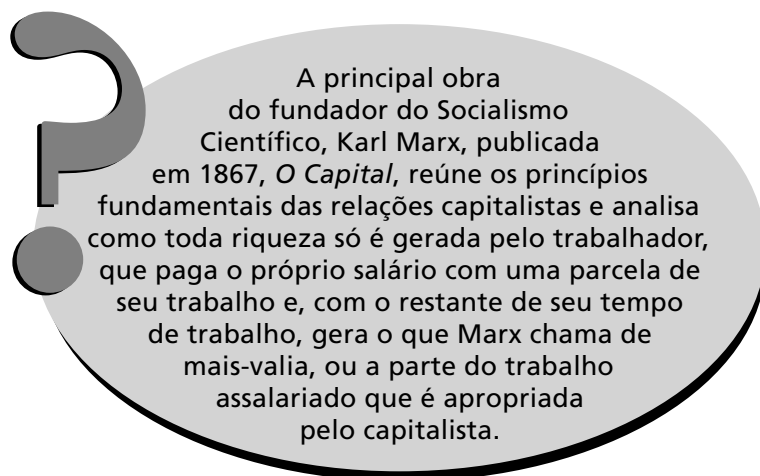 A principal obra
do fundador do Socialismo
Científico, Karl Marx, publicada
em 1867, O Capital, reúne os princípios
fundamentais das relações capitalistas e analisa
como toda riqueza só é gerada pelo trabalhador,
que paga o próprio salário com uma parcela de
seu trabalho e, com o restante de seu tempo
de trabalho, gera o que Marx chama de
mais-valia, ou a parte do trabalho
assalariado que é apropriada
pelo capitalista.